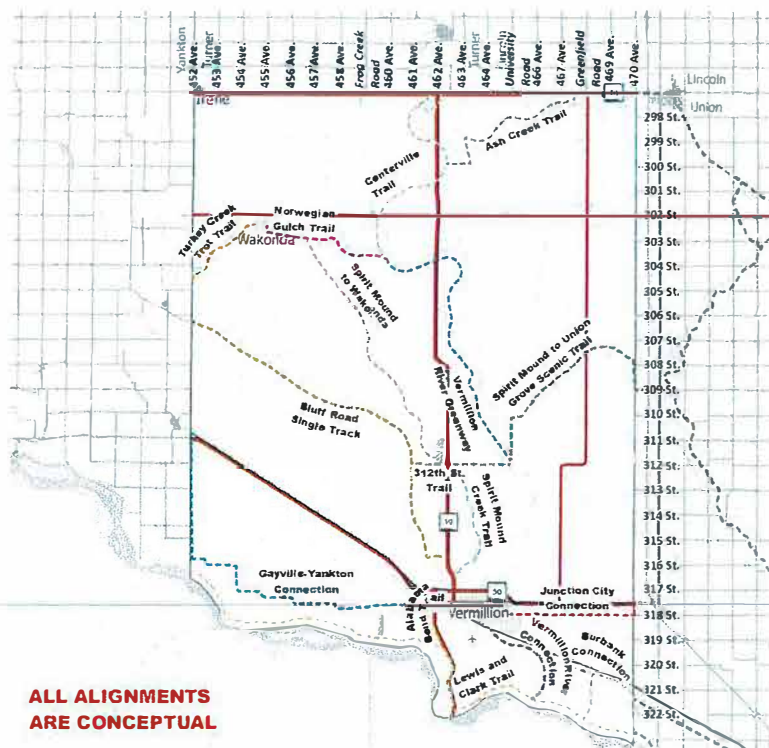 Yankton
452 Ave.
Turner
453 Ave.
454 Ave.
455 Ave.
456 Ave.
457 Ave.
458 Ave.
Frog Creek
Road
460 Ave.
461 Ave.
462 Ave.
Turner
463 Ave.
464 Ave.
Lincoln
University
Road
466 Ave.
467 Ave.
Greenfield
Road
469 Ave.
470 Ave.
Lincoln
Union
Irene
298 St.
299 St.
300 St.
301 St.
302 St.
303 St.
304 St.
305 St.
306 St.
307 St.
308 St.
309 St.
310 St.
311 St.
312 St.
313 St.
314 St.
315 St.
316 St.
317 St.
318 St.
319 St.
320 St.
321 St.
322 St.
Ash Creek Trail
Centerville
Trail
Norwegian
Gulch Trail
Turkey Creek
Trot Trail
Wakonda
Spirit Mound
to Wakonda
Vermillion
River Greenway
Spirit Mound to Union
Grove Scenic Trail
Bluff Road
Single Track
312th St.
Trail
Spirit Mound
Creek Trail
Gayville-Yankton
Connection
50
Junction City
Connection
Vermillion
Vermillion River
Connection
Burbank
Connection
Lewis and
Clark Trail
ALL ALIGNMENTS
ARE CONCEPTUAL